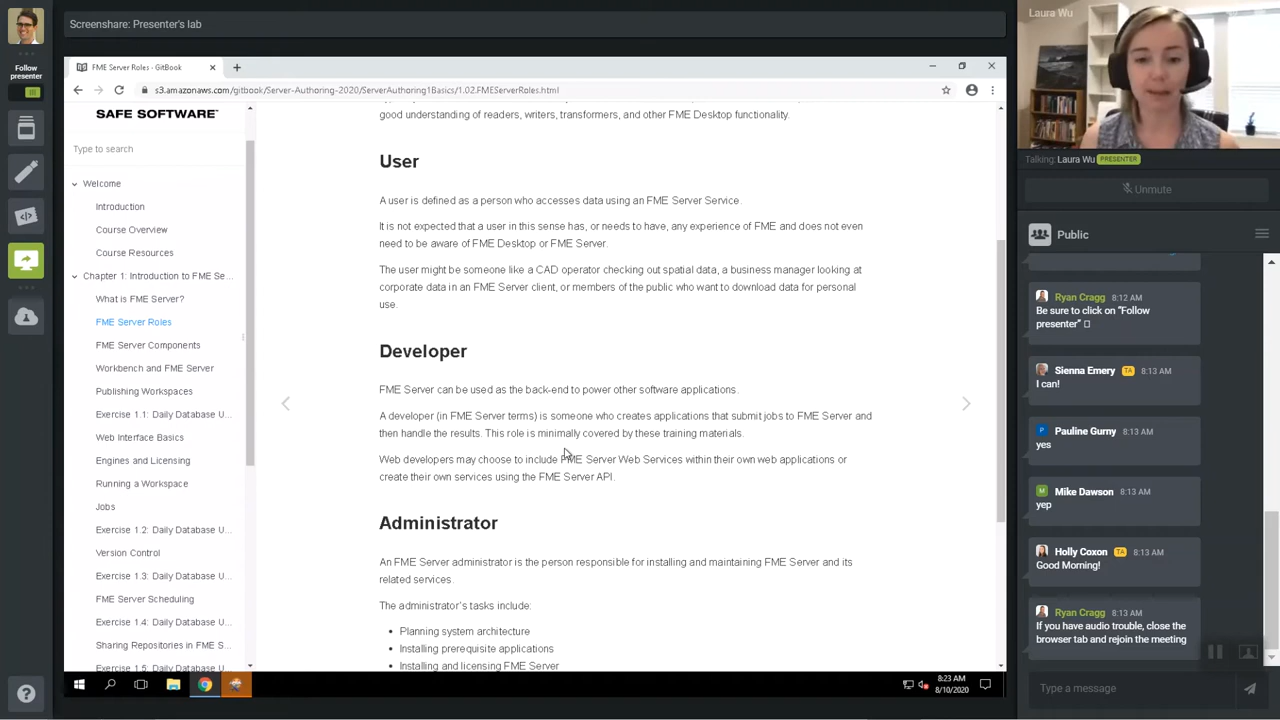 Screenshare: Presenter's lab
Laura Wu
Follow
presenter
FME Server Roles - GitBook
s3.amazonaws.com/gitbook/Server-Authoring-2020/ServerAuthoring1Basics/1.02.FMEServerRoles.html
SAFE SOFTWARE™
Type to search
Welcome
Introduction
Course Overview
Course Resources
Chapter 1: Introduction to FME Se...
What is FME Server?
FME Server Roles
FME Server Components
Workbench and FME Server
Publishing Workspaces
Exercise 1.1: Daily Database U...
Web Interface Basics
Engines and Licensing
Running a Workspace
Jobs
Exercise 1.2: Daily Database U...
Version Control
Exercise 1.3: Daily Database U...
FME Server Scheduling
Exercise 1.4: Daily Database U...
Sharing Repositories in FME S...
Exercise 1.5: Daily Database U...
good understanding of readers, writers, transformers, and other FME Desktop functionality.
User
A user is defined as a person who accesses data using an FME Server Service.
It is not expected that a user in this sense has, or needs to have, any experience of FME and does not even
need to be aware of FME Desktop or FME Server.
The user might be someone like a CAD operator checking out spatial data, a business manager looking at
corporate data in an FME Server client, or members of the public who want to download data for personal
use.
Developer
FME Server can be used as the back-end to power other software applications.
A developer (in FME Server terms) is someone who creates applications that submit jobs to FME Server and
then handle the results. This role is minimally covered by these training materials.
Web developers may choose to include FME Server Web Services within their own web applications or
create their own services using the FME Server API.
Administrator
An FME Server administrator is the person responsible for installing and maintaining FME Server and its
related services.
The administrator's tasks include:
• Planning system architecture
• Installing prerequisite applications
• Installing and licensing FME Server
8:23 AM
8/10/2020
Talking: Laura Wu PRESENTER
Unmute
Public
Ryan Cragg 8:12 AM
Be sure to click on "Follow
presenter"
Sienna Emery TA 8:13 AM
I can!
P
Pauline Gurny 8:13 AM
yes
M
Mike Dawson 8:13 AM
yep
Holly Coxon TA 8:13 AM
Good Morning!
Ryan Cragg 8:13 AM
If you have audio trouble, close the
browser tab and rejoin the meeting
Type a message